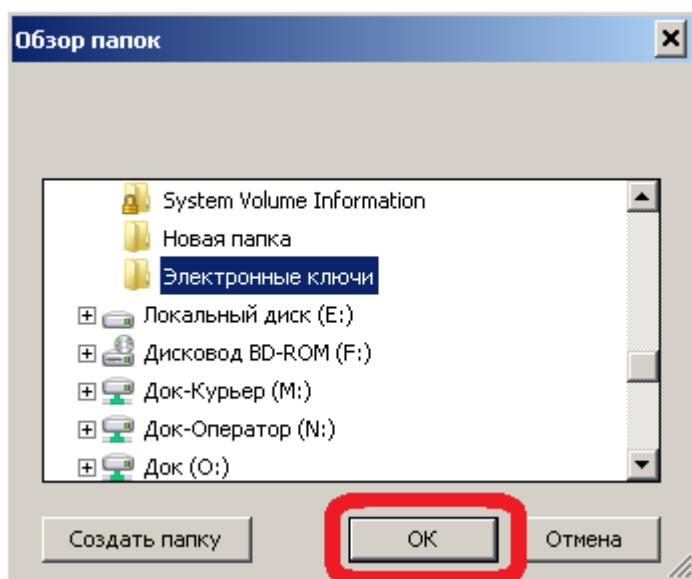 Обзор папок
System Volume Information
Новая папка
Электронные ключи
Локальный диск (E:)
Дисковод BD-ROM (F:)
Док-Курьер (M:)
Док-Оператор (N:)
Док (O:)
Создать папку
ОК
Отмена